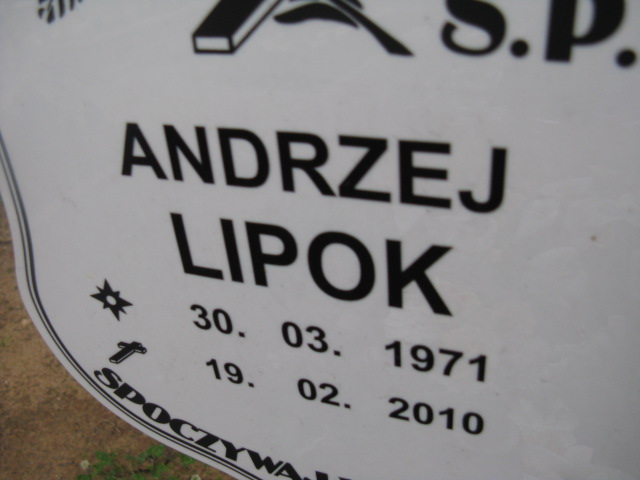 Ś.P.
ANDRZEJ
LIPOK
30. 03. 1971
19. 02. 2010